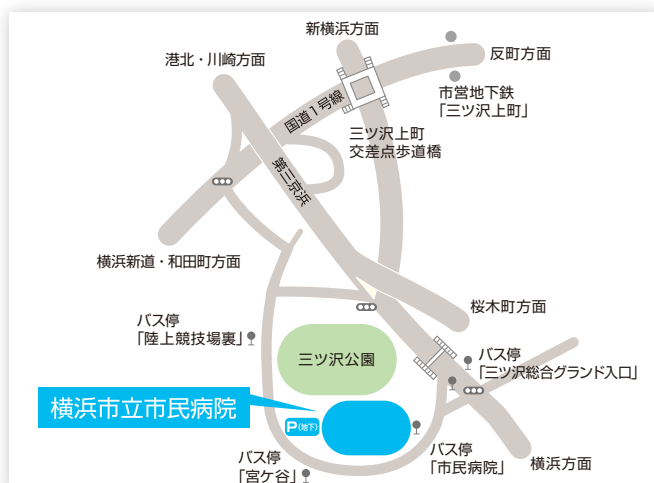 新横浜方面
港北・川崎方面
反町方面
市営地下鉄
「三ツ沢上町」
国道1号線
三ツ沢上町
交差点歩道橋
第三京浜
横浜新道・和田町方面
桜木町方面
バス停
「陸上競技場裏」
三ツ沢公園
バス停
「三ツ沢総合グランド入口」
横浜市立市民病院
P(地下)
バス停
「市民病院」
横浜方面
バス停
「宮ケ谷」